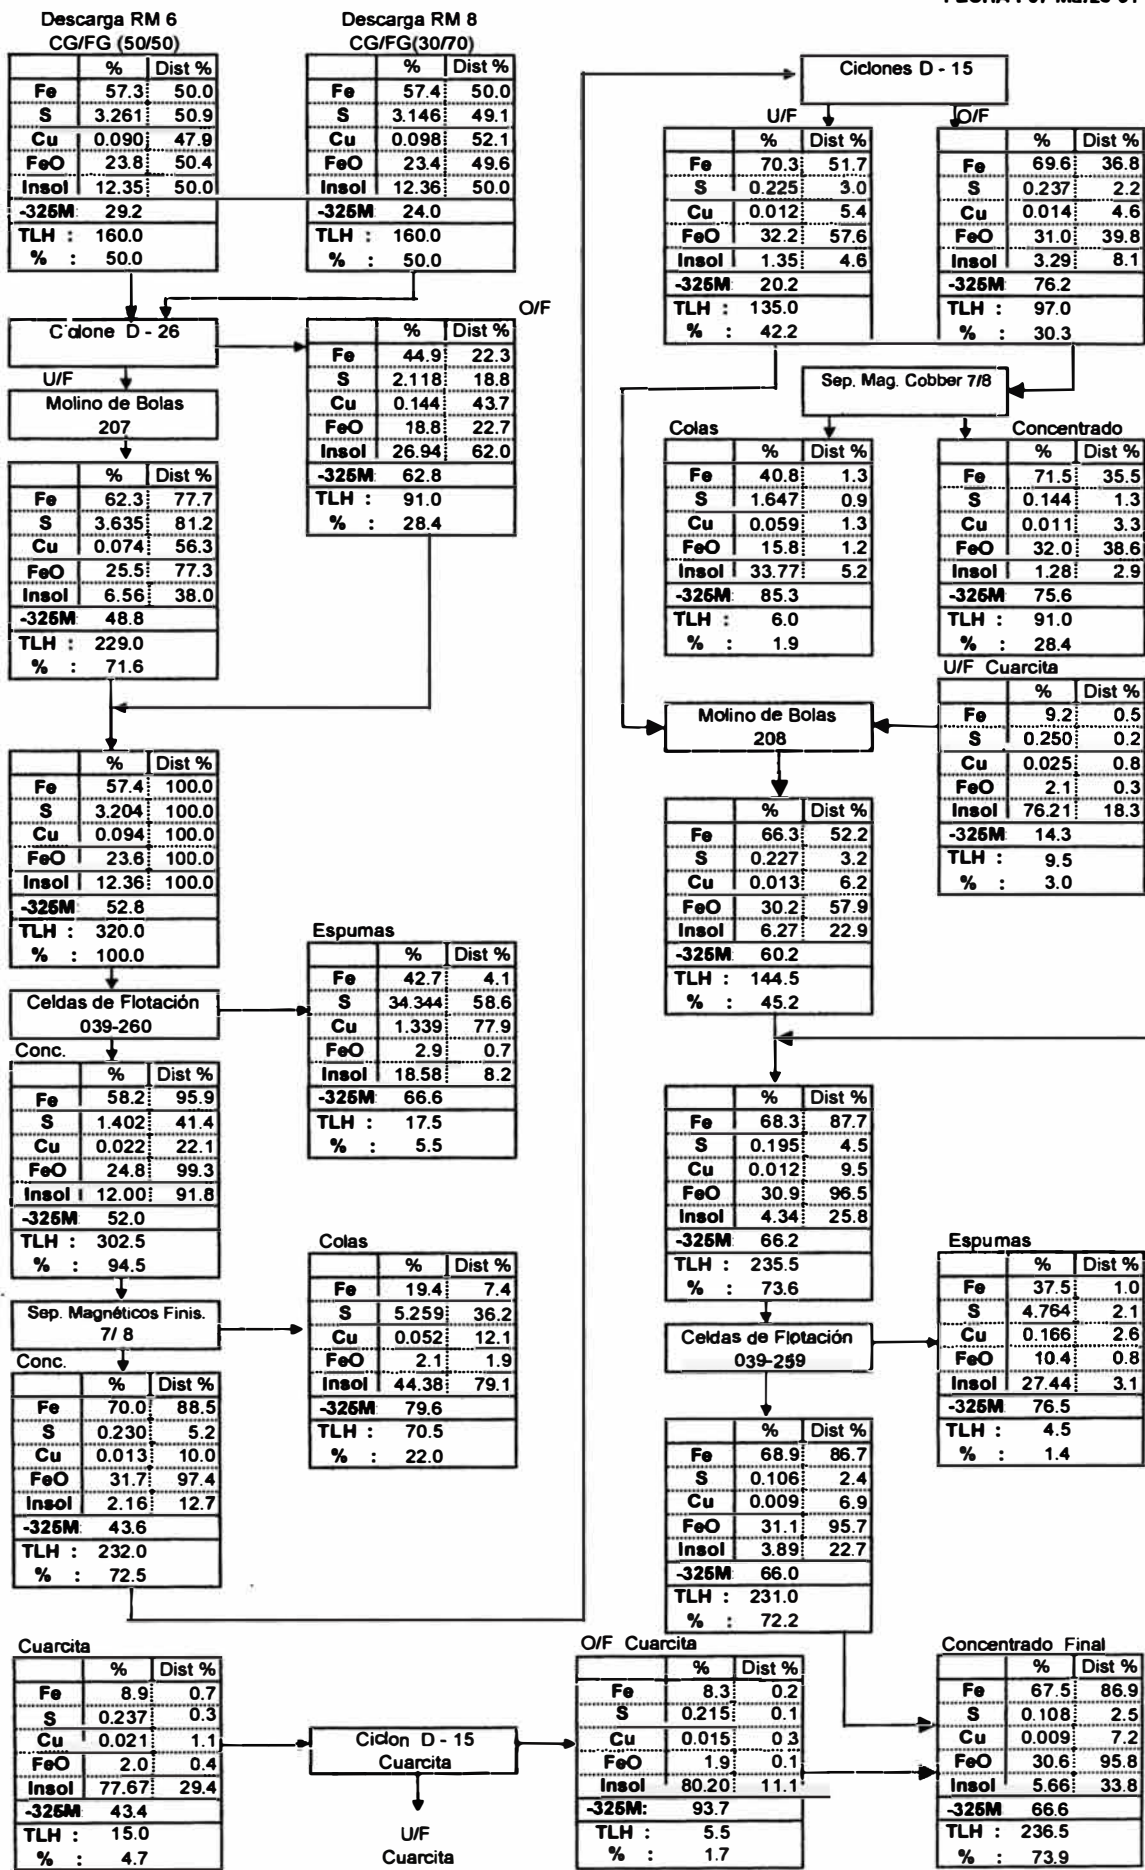 Descarga RM 6
CG/FG (50/50)
% Dist %
Fe 57.3 50.0
S 3.261 50.9
Cu 0.090 47.9
FeO 23.8 50.4
Insol 12.35 50.0
-325M 29.2
TLH : 160.0
% : 50.0
Descarga RM 8
CG/FG(30/70)
% Dist %
Fe 57.4 50.0
S 3.146 49.1
Cu 0.098 52.1
FeO 23.4 49.6
Insol 12.36 50.0
-325M 24.0
TLH : 160.0
% : 50.0
Ciclone D - 26
O/F
% Dist %
Fe 44.9 22.3
S 2.118 18.8
Cu 0.144 43.7
FeO 18.8 22.7
Insol 26.94 62.0
-325M 62.8
TLH : 91.0
% : 28.4
U/F
Molino de Bolas
207
% Dist %
Fe 62.3 77.7
S 3.635 81.2
Cu 0.074 56.3
FeO 25.5 77.3
Insol 6.56 38.0
-325M 48.8
TLH : 229.0
% : 71.6
% Dist %
Fe 57.4 100.0
S 3.204 100.0
Cu 0.094 100.0
FeO 23.6 100.0
Insol 12.36 100.0
-325M 52.8
TLH : 320.0
% : 100.0
Celdas de Flotación
039-260
Espumas
% Dist %
Fe 42.7 4.1
S 34.344 58.6
Cu 1.339 77.9
FeO 2.9 0.7
Insol 18.58 8.2
-325M 66.6
TLH : 17.5
% : 5.5
Conc.
% Dist %
Fe 58.2 95.9
S 1.402 41.4
Cu 0.022 22.1
FeO 24.8 99.3
Insol 12.00 91.8
-325M 52.0
TLH : 302.5
% : 94.5
Sep. Magnéticos Finis.
7/ 8
Colas
% Dist %
Fe 19.4 7.4
S 5.259 36.2
Cu 0.052 12.1
FeO 2.1 1.9
Insol 44.38 79.1
-325M 79.6
TLH : 70.5
% : 22.0
Conc.
% Dist %
Fe 70.0 88.5
S 0.230 5.2
Cu 0.013 10.0
FeO 31.7 97.4
Insol 2.16 12.7
-325M 43.6
TLH : 232.0
% : 72.5
Ciclones D - 15
U/F
% Dist %
Fe 70.3 51.7
S 0.225 3.0
Cu 0.012 5.4
FeO 32.2 57.6
Insol 1.35 4.6
-325M 20.2
TLH : 135.0
% : 42.2
O/F
% Dist %
Fe 69.6 36.8
S 0.237 2.2
Cu 0.014 4.6
FeO 31.0 39.8
Insol 3.29 8.1
-325M 76.2
TLH : 97.0
% : 30.3
Sep. Mag. Cobber 7/8
Colas
% Dist %
Fe 40.8 1.3
S 1.647 0.9
Cu 0.059 1.3
FeO 15.8 1.2
Insol 33.77 5.2
-325M 85.3
TLH : 6.0
% : 1.9
Concentrado
% Dist %
Fe 71.5 35.5
S 0.144 1.3
Cu 0.011 3.3
FeO 32.0 38.6
Insol 1.28 2.9
-325M 75.6
TLH : 91.0
% : 28.4
U/F Cuarcita
% Dist %
Fe 9.2 0.5
S 0.250 0.2
Cu 0.025 0.8
FeO 2.1 0.3
Insol 76.21 18.3
-325M 14.3
TLH : 9.5
% : 3.0
Molino de Bolas
208
% Dist %
Fe 66.3 52.2
S 0.227 3.2
Cu 0.013 6.2
FeO 30.2 57.9
Insol 6.27 22.9
-325M 60.2
TLH : 144.5
% : 45.2
% Dist %
Fe 68.3 87.7
S 0.195 4.5
Cu 0.012 9.5
FeO 30.9 96.5
Insol 4.34 25.8
-325M 66.2
TLH : 235.5
% : 73.6
Celdas de Flotación
039-259
Espumas
% Dist %
Fe 37.5 1.0
S 4.764 2.1
Cu 0.166 2.6
FeO 10.4 0.8
Insol 27.44 3.1
-325M 76.5
TLH : 4.5
% : 1.4
% Dist %
Fe 68.9 86.7
S 0.106 2.4
Cu 0.009 6.9
FeO 31.1 95.7
Insol 3.89 22.7
-325M 66.0
TLH : 231.0
% : 72.2
Cuarcita
% Dist %
Fe 8.9 0.7
S 0.237 0.3
Cu 0.021 1.1
FeO 2.0 0.4
Insol 77.67 29.4
-325M 43.4
TLH : 15.0
% : 4.7
Ciclon D - 15
Cuarcita
U/F
Cuarcita
O/F Cuarcita
% Dist %
Fe 8.3 0.2
S 0.215 0.1
Cu 0.015 0.3
FeO 1.9 0.1
Insol 80.20 11.1
-325M: 93.7
TLH : 5.5
% : 1.7
Concentrado Final
% Dist %
Fe 67.5 86.9
S 0.108 2.5
Cu 0.009 7.2
FeO 30.6 95.8
Insol 5.66 33.8
-325M 66.6
TLH : 236.5
% : 73.9